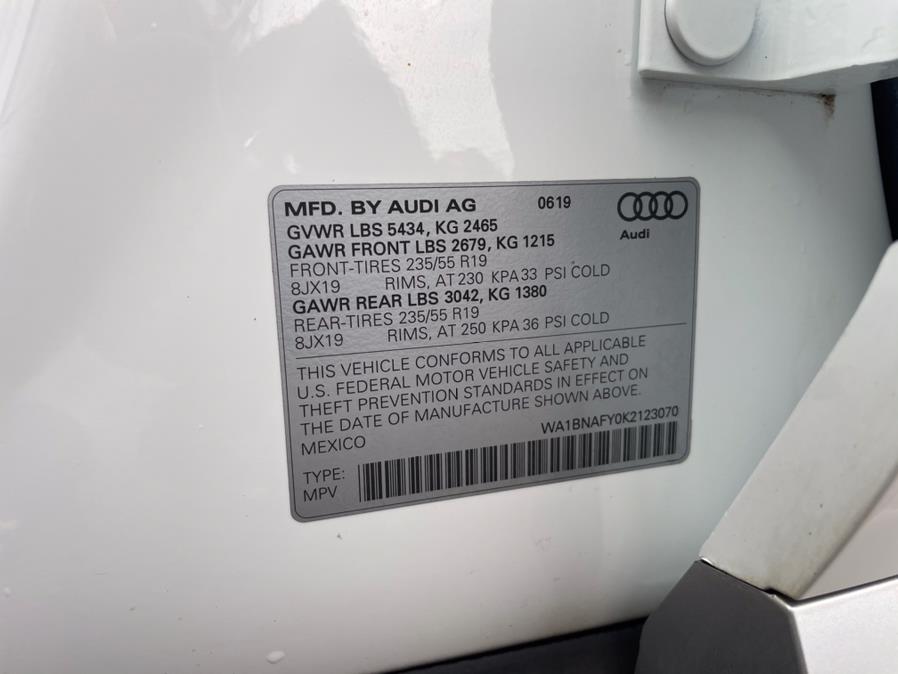 MFD. BY AUDI AG 0619
Audi
GVWR LBS 5434, KG 2465
GAWR FRONT LBS 2679, KG 1215
FRONT-TIRES 235/55 R19
8JX19 RIMS, AT 230 KPA 33 PSI COLD
GAWR REAR LBS 3042, KG 1380
REAR-TIRES 235/55 R19
8JX19 RIMS, AT 250 KPA 36 PSI COLD
THIS VEHICLE CONFORMS TO ALL APPLICABLE
U.S. FEDERAL MOTOR VEHICLE SAFETY AND
THEFT PREVENTION STANDARDS IN EFFECT ON
THE DATE OF MANUFACTURE SHOWN ABOVE.
MEXICO WA1BNAFY0K2123070
TYPE:
MPV